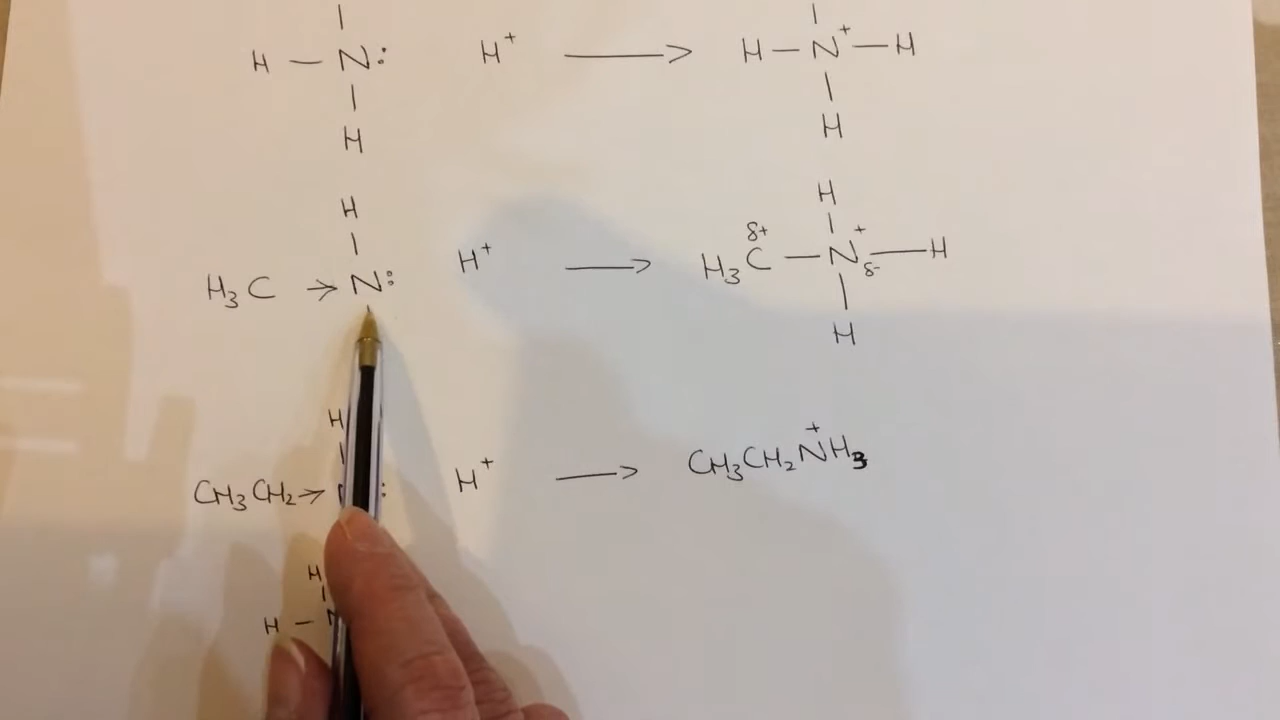 H – N: H⁺ ⟶ H – N⁺ – H
H H
H H
H₃C → N: H⁺ ⟶ H₃C – N⁺ – H
δ+ δ-
H
H
CH₃CH₂ → : H⁺ ⟶ CH₃CH₂N⁺H₃
H
H – N